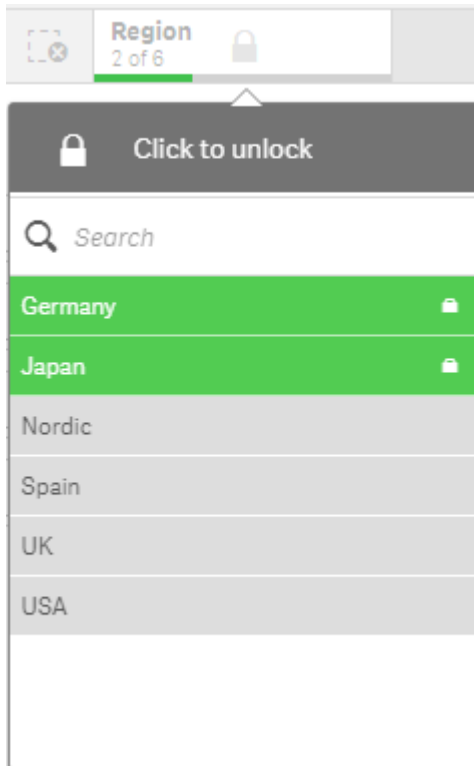 Region
2 of 6
Click to unlock
Search
Germany
Japan
Nordic
Spain
UK
USA